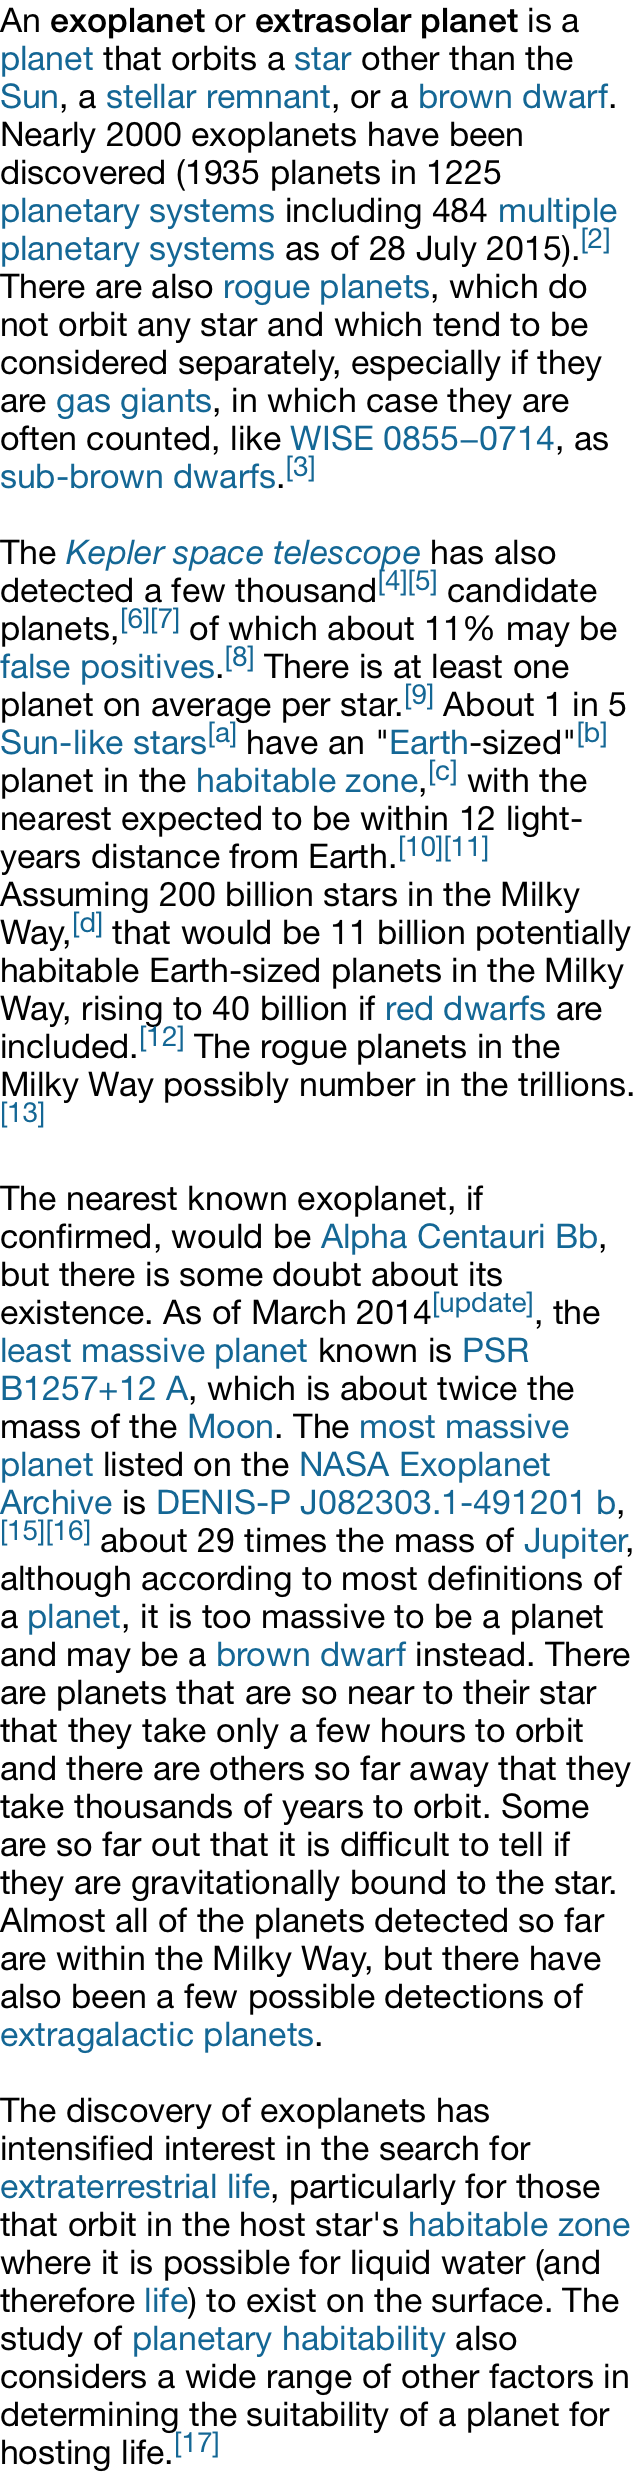 An exoplanet or extrasolar planet is a
planet that orbits a star other than the
Sun, a stellar remnant, or a brown dwarf.
Nearly 2000 exoplanets have been
discovered (1935 planets in 1225
planetary systems including 484 multiple
planetary systems as of 28 July 2015).[2]
There are also rogue planets, which do
not orbit any star and which tend to be
considered separately, especially if they
are gas giants, in which case they are
often counted, like WISE 0855−0714, as
sub-brown dwarfs.[3]
The Kepler space telescope has also
detected a few thousand[4][5] candidate
planets,[6][7] of which about 11% may be
false positives.[8] There is at least one
planet on average per star.[9] About 1 in 5
Sun-like stars[a] have an "Earth-sized"[b]
planet in the habitable zone,[c] with the
nearest expected to be within 12 light-
years distance from Earth.[10][11]
Assuming 200 billion stars in the Milky
Way,[d] that would be 11 billion potentially
habitable Earth-sized planets in the Milky
Way, rising to 40 billion if red dwarfs are
included.[12] The rogue planets in the
Milky Way possibly number in the trillions.
[13]
The nearest known exoplanet, if
confirmed, would be Alpha Centauri Bb,
but there is some doubt about its
existence. As of March 2014[update], the
least massive planet known is PSR
B1257+12 A, which is about twice the
mass of the Moon. The most massive
planet listed on the NASA Exoplanet
Archive is DENIS-P J082303.1-491201 b,
[15][16] about 29 times the mass of Jupiter,
although according to most definitions of
a planet, it is too massive to be a planet
and may be a brown dwarf instead. There
are planets that are so near to their star
that they take only a few hours to orbit
and there are others so far away that they
take thousands of years to orbit. Some
are so far out that it is difficult to tell if
they are gravitationally bound to the star.
Almost all of the planets detected so far
are within the Milky Way, but there have
also been a few possible detections of
extragalactic planets.
The discovery of exoplanets has
intensified interest in the search for
extraterrestrial life, particularly for those
that orbit in the host star's habitable zone
where it is possible for liquid water (and
therefore life) to exist on the surface. The
study of planetary habitability also
considers a wide range of other factors in
determining the suitability of a planet for
hosting life.[17]